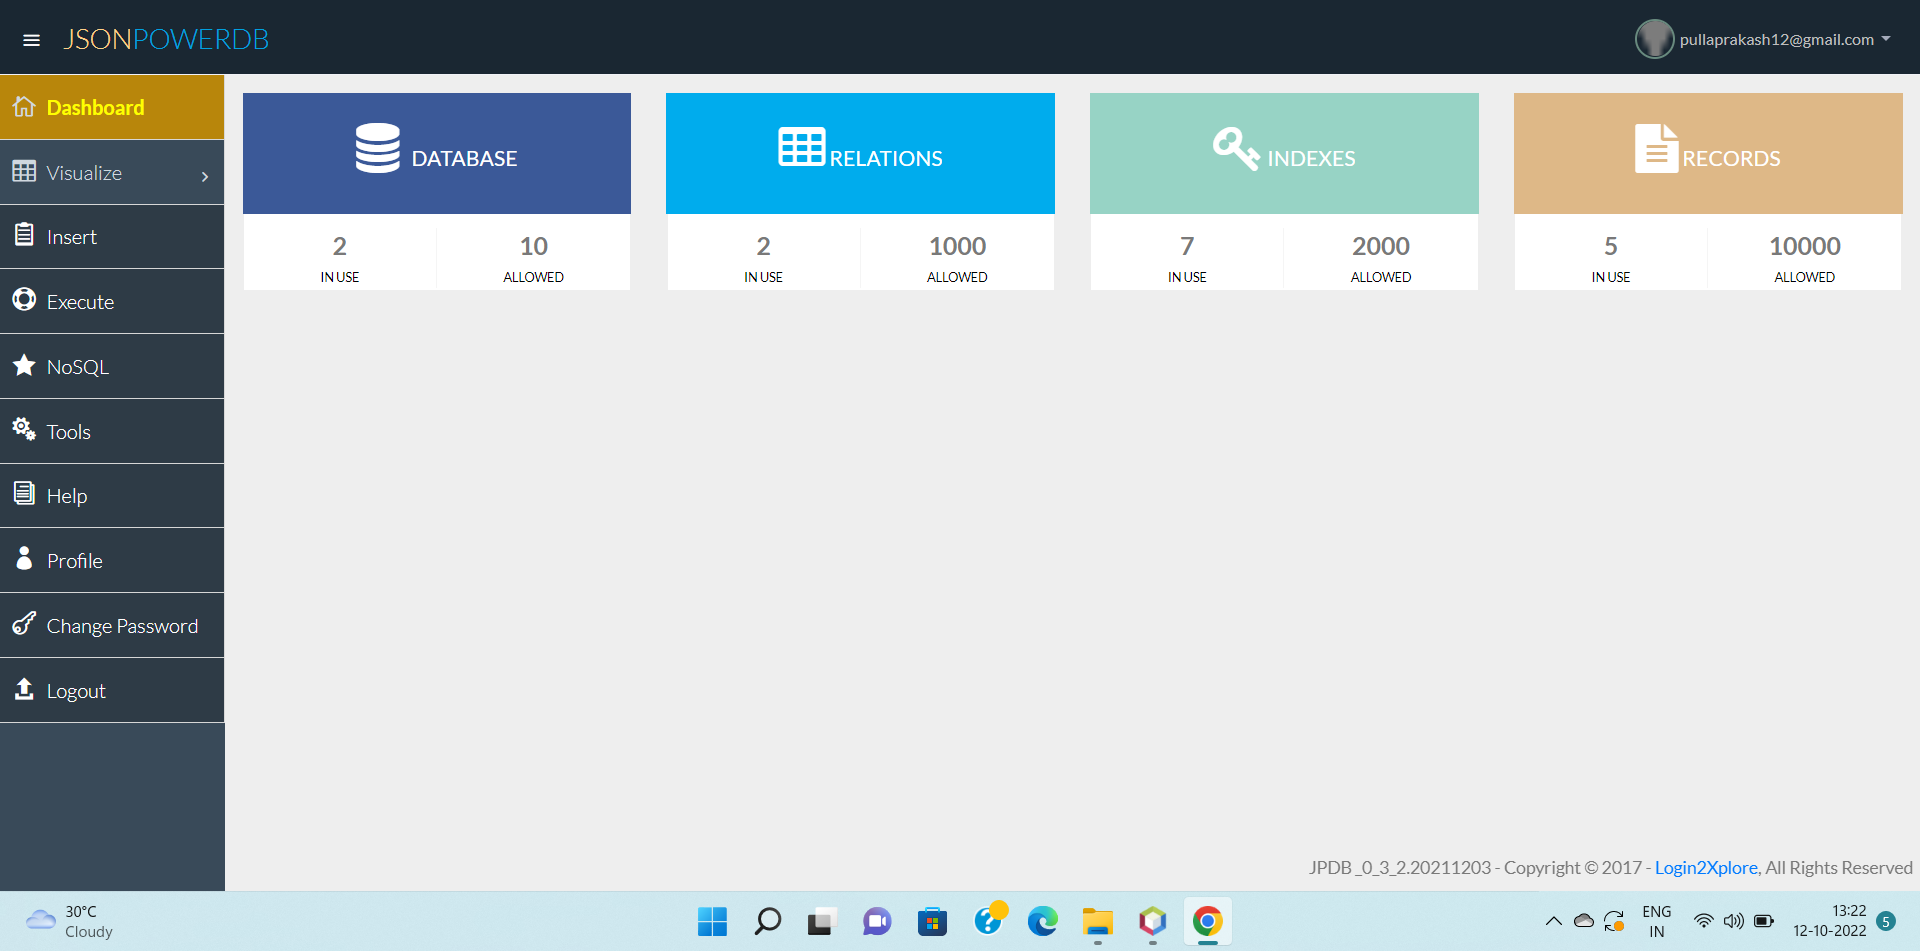 JSONPOWERDB
pullaprakash12@gmail.com
Dashboard
Visualize
Insert
Execute
NoSQL
Tools
Help
Profile
Change Password
Logout
DATABASE
2 10
IN USE ALLOWED
RELATIONS
2 1000
IN USE ALLOWED
INDEXES
7 2000
IN USE ALLOWED
RECORDS
5 10000
IN USE ALLOWED
JPDB_0_3_2.20211203 - Copyright © 2017 - Login2Xplore, All Rights Reserved
30°C
Cloudy
ENG
IN
13:22
12-10-2022
5